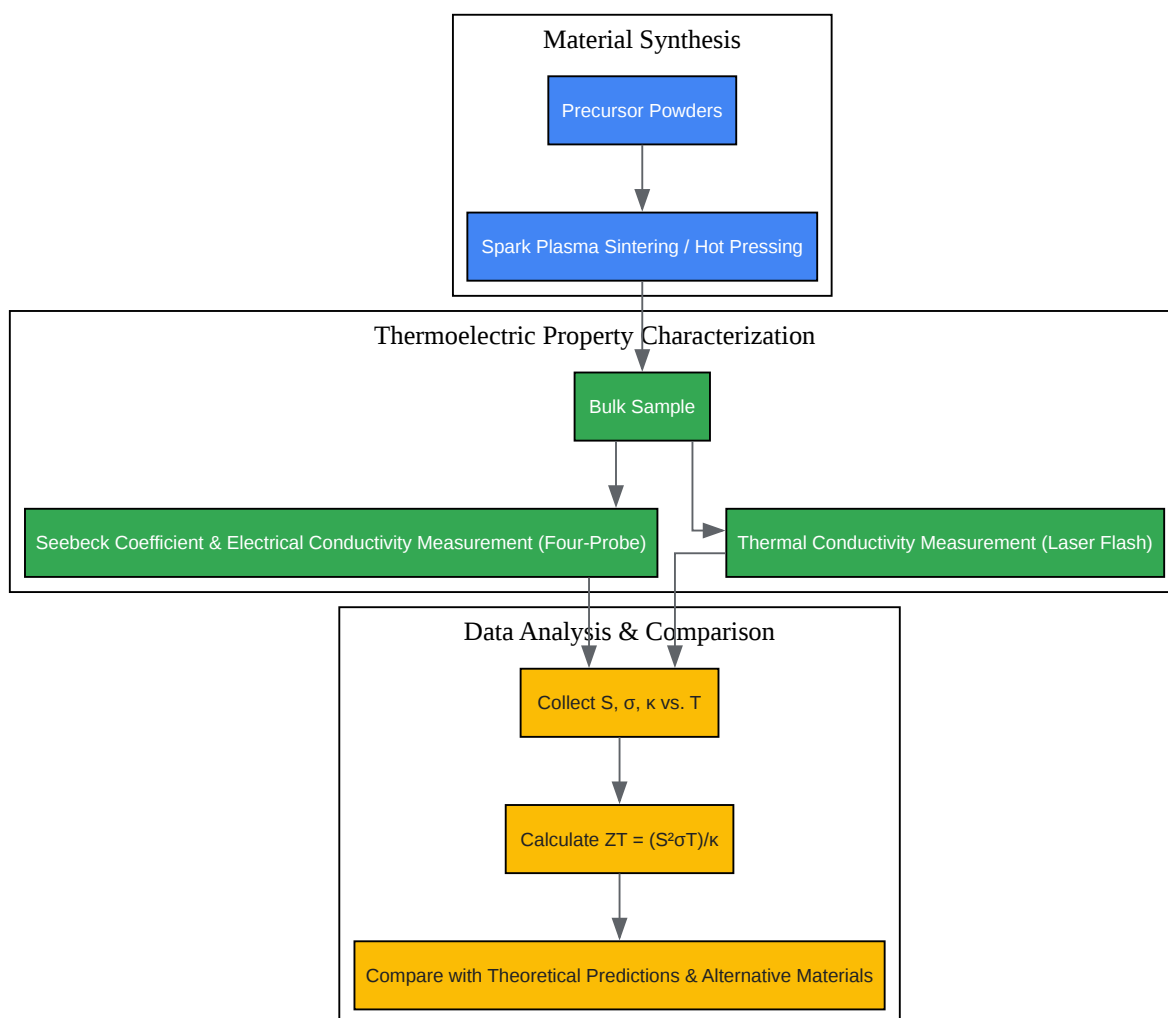 Material Synthesis
Precursor Powders
Spark Plasma Sintering / Hot Pressing
Thermoelectric Property Characterization
Bulk Sample
Seebeck Coefficient & Electrical Conductivity Measurement (Four-Probe)
Thermal Conductivity Measurement (Laser Flash)
Data Analysis & Comparison
Collect S, σ, κ vs. T
Calculate ZT = (S²σT)/κ
Compare with Theoretical Predictions & Alternative Materials